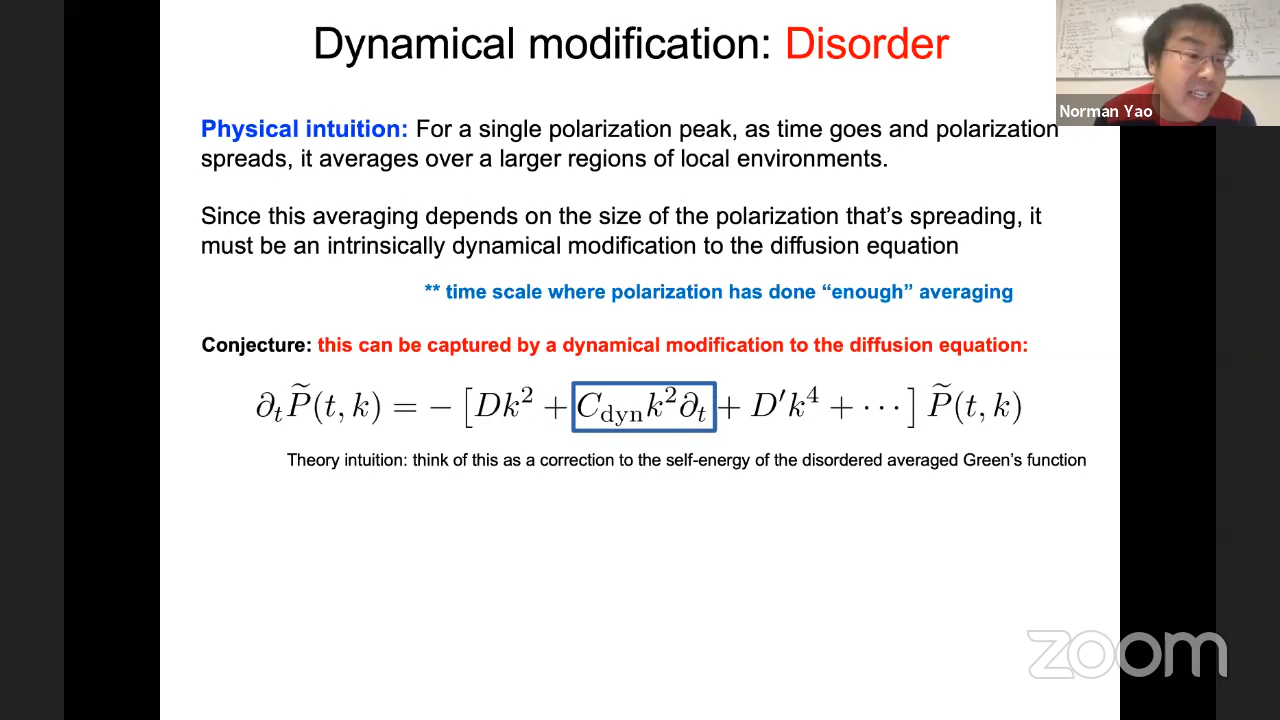 Dynamical modification: Disorder
Norman Yao
Physical intuition: For a single polarization peak, as time goes and polarization
spreads, it averages over a larger regions of local environments.
Since this averaging depends on the size of the polarization that's spreading, it
must be an intrinsically dynamical modification to the diffusion equation
** time scale where polarization has done “enough” averaging
Conjecture: this can be captured by a dynamical modification to the diffusion equation:
∂ₜP̃(t, k) = − [Dk² + C_dyn k²∂ₜ + D′k⁴ + ⋯] P̃(t, k)
Theory intuition: think of this as a correction to the self-energy of the disordered averaged Green's function
zoom